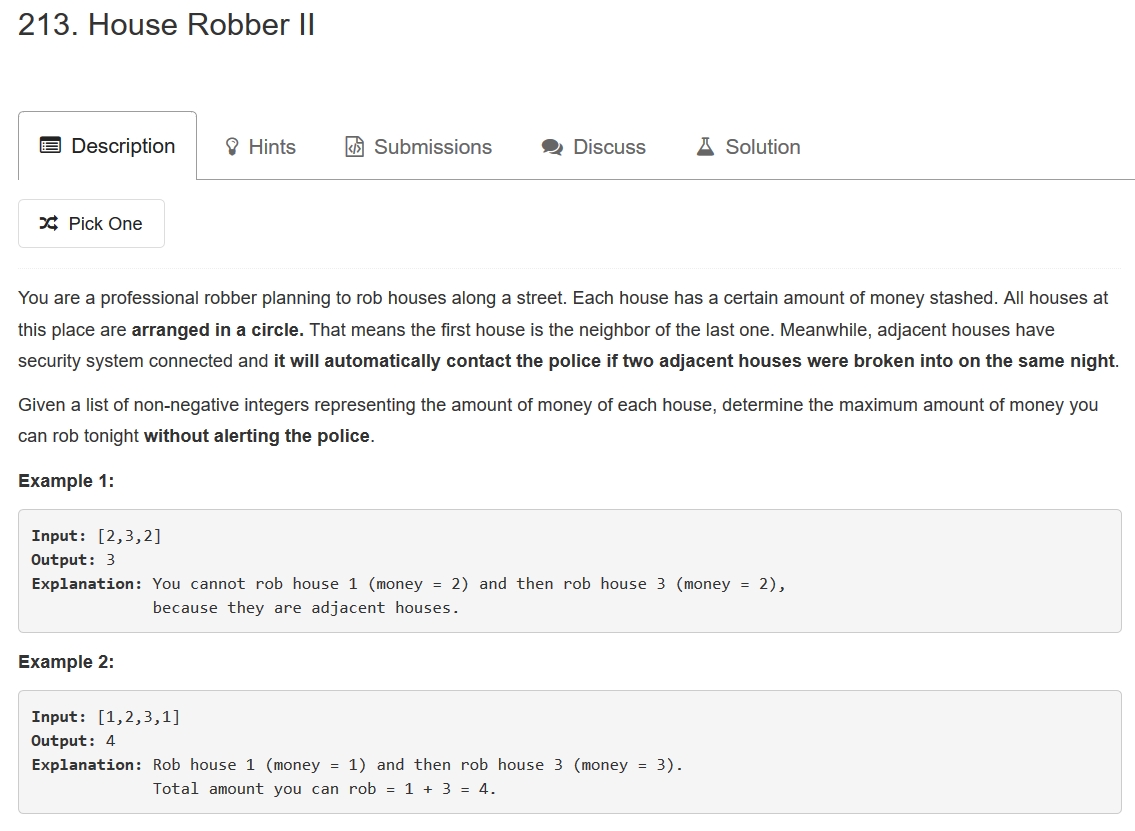 213. House Robber II
Description Hints Submissions Discuss Solution
Pick One
You are a professional robber planning to rob houses along a street. Each house has a certain amount of money stashed. All houses at
this place are arranged in a circle. That means the first house is the neighbor of the last one. Meanwhile, adjacent houses have
security system connected and it will automatically contact the police if two adjacent houses were broken into on the same night.
Given a list of non-negative integers representing the amount of money of each house, determine the maximum amount of money you
can rob tonight without alerting the police.
Example 1:
Input: [2,3,2]
Output: 3
Explanation: You cannot rob house 1 (money = 2) and then rob house 3 (money = 2),
because they are adjacent houses.
Example 2:
Input: [1,2,3,1]
Output: 4
Explanation: Rob house 1 (money = 1) and then rob house 3 (money = 3).
Total amount you can rob = 1 + 3 = 4.